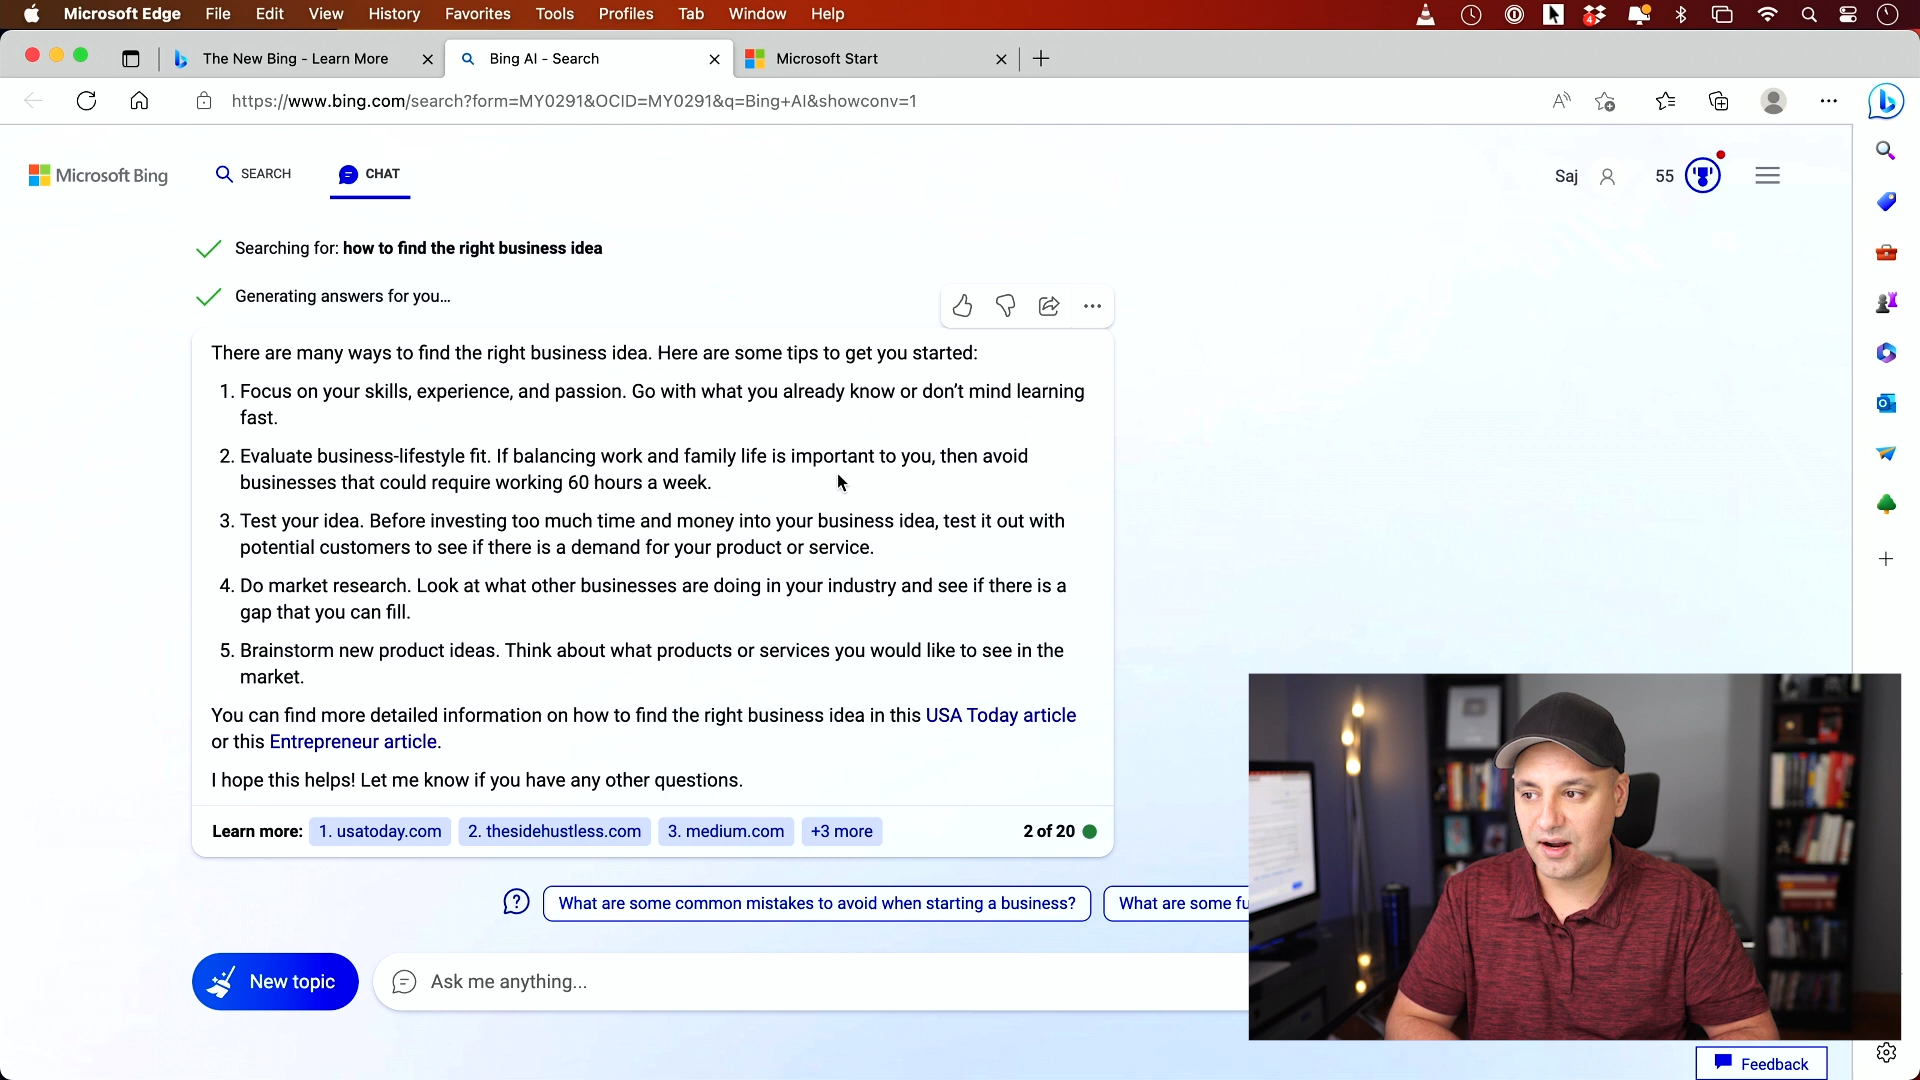 Microsoft Edge File Edit View History Favorites Tools Profiles Tab Window Help
4
The New Bing - Learn More
Bing AI - Search
Microsoft Start
https://www.bing.com/search?form=MY0291&OCID=MY0291&q=Bing+AI&showconv=1
Microsoft Bing
SEARCH
CHAT
Saj
55
Searching for: how to find the right business idea
Generating answers for you...
There are many ways to find the right business idea. Here are some tips to get you started:
1. Focus on your skills, experience, and passion. Go with what you already know or don't mind learning
fast.
2. Evaluate business-lifestyle fit. If balancing work and family life is important to you, then avoid
businesses that could require working 60 hours a week.
3. Test your idea. Before investing too much time and money into your business idea, test it out with
potential customers to see if there is a demand for your product or service.
4. Do market research. Look at what other businesses are doing in your industry and see if there is a
gap that you can fill.
5. Brainstorm new product ideas. Think about what products or services you would like to see in the
market.
You can find more detailed information on how to find the right business idea in this USA Today article
or this Entrepreneur article.
I hope this helps! Let me know if you have any other questions.
Learn more: 1. usatoday.com 2. thesidehustless.com 3. medium.com +3 more 2 of 20
What are some common mistakes to avoid when starting a business?
What are some fu
New topic
Ask me anything...
Feedback